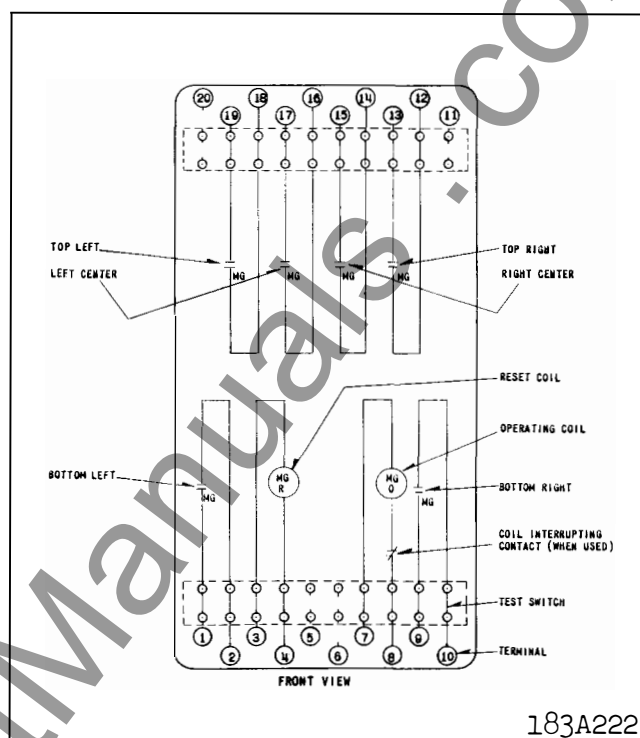 20 18 16 14 12
19 17 15 13 11
TOP LEFT
TOP RIGHT
LEFT CENTER
RIGHT CENTER
MG MG MG MG
RESET COIL
OPERATING COIL
MG
R
MG
O
BOTTOM LEFT
MG
MG
BOTTOM RIGHT
COIL INTERRUPTING
CONTACT (WHEN USED)
TEST SWITCH
1 3 5 7 9
2 4 6 8 10
TERMINAL
FRONT VIEW
183A222
tManuals.co